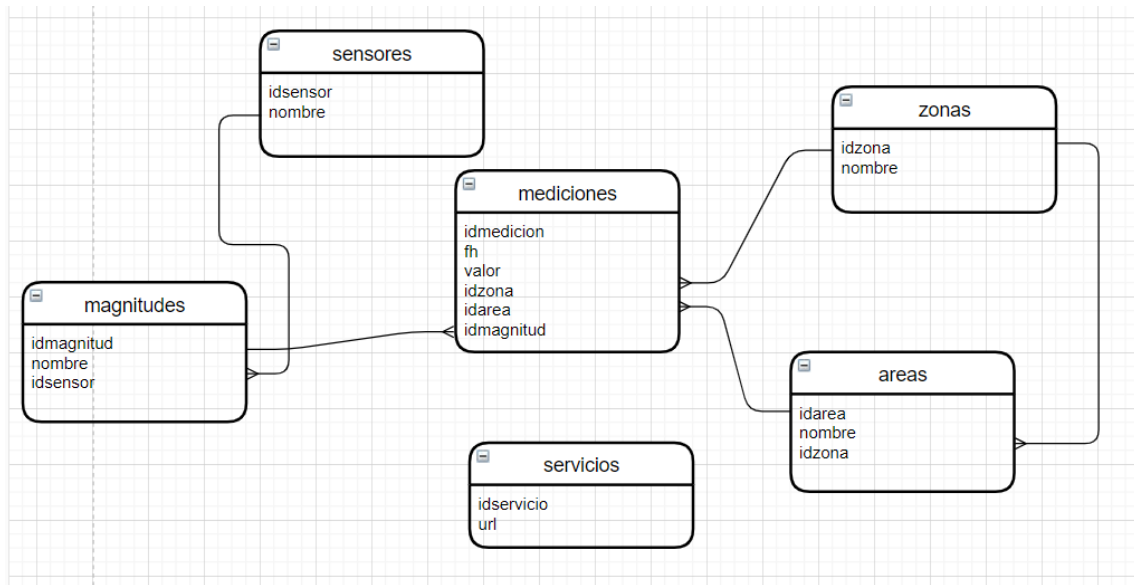 sensores
idsensor
nombre
zonas
idzona
nombre
mediciones
idmedicion
fh
valor
idzona
idarea
idmagnitud
magnitudes
idmagnitud
nombre
idsensor
areas
idarea
nombre
idzona
servicios
idservicio
url